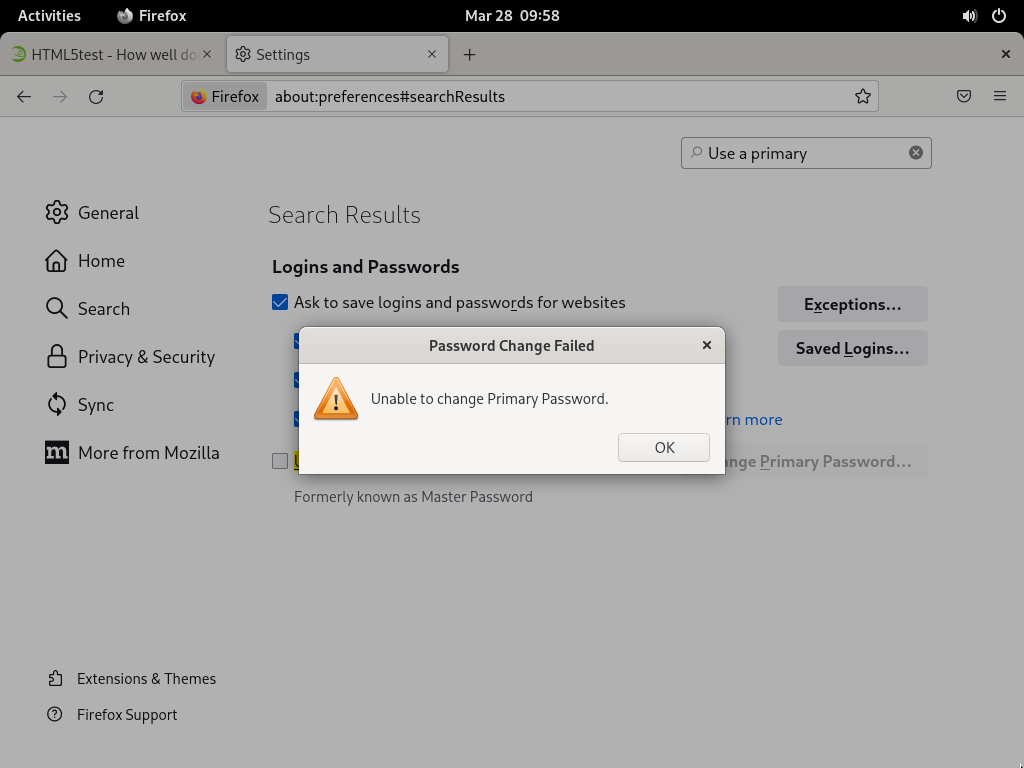 Activities Firefox Mar 28 09:58
HTML5test - How well do Settings
Firefox about:preferences#searchResults
Use a primary
General
Home
Search
Privacy & Security
Sync
More from Mozilla
Extensions & Themes
Firefox Support
Search Results
Logins and Passwords
Ask to save logins and passwords for websites
Exceptions...
Saved Logins...
rn more
nge Primary Password...
Formerly known as Master Password
Password Change Failed
Unable to change Primary Password.
OK